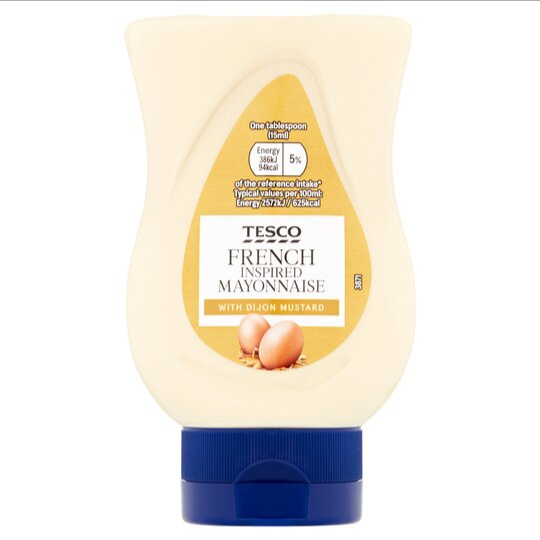 One tablespoon
(15ml)
Energy
386kJ
94kcal
5%
of the reference intake*
Typical values per 100ml:
Energy 2572kJ / 625kcal
TESCO
FRENCH
INSPIRED
MAYONNAISE
WITH DIJON MUSTARD
3871